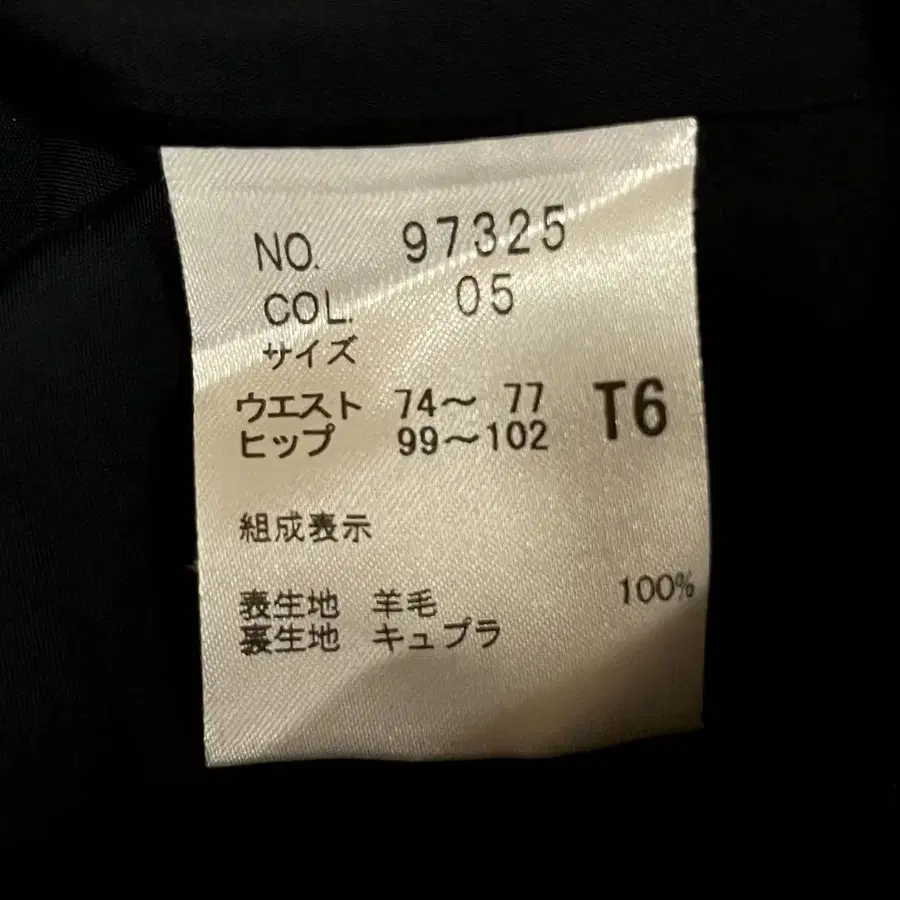 NO. 97325
COL. 05
サイズ
ウエスト 74～ 77 T6
ヒップ 99～102
組成表示
表生地 羊毛 100%
裏生地 キュプラ